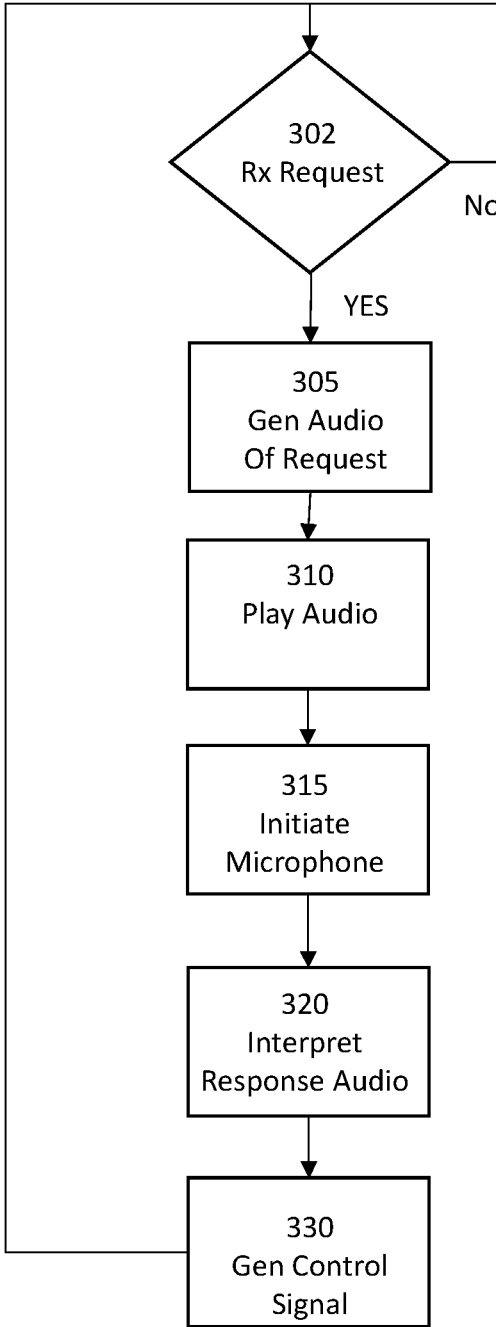 302
Rx Request
No
YES
305
Gen Audio
Of Request
310
Play Audio
315
Initiate
Microphone
320
Interpret
Response Audio
330
Gen Control
Signal